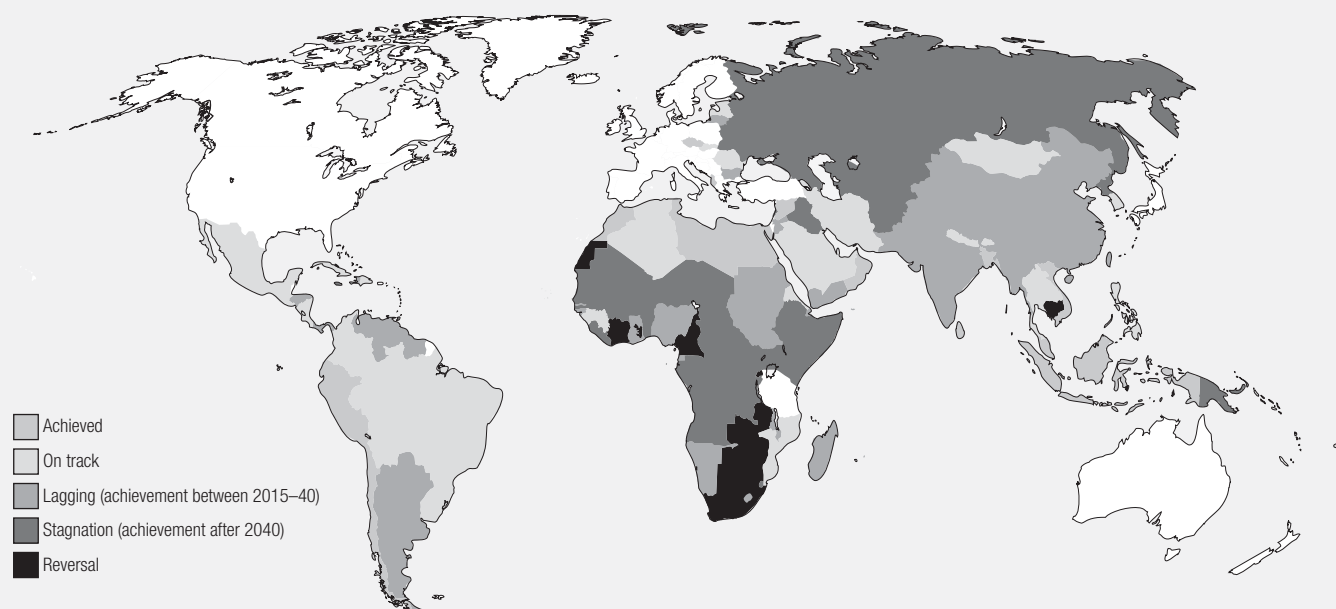 Achieved
On track
Lagging (achievement between 2015–40)
Stagnation (achievement after 2040)
Reversal